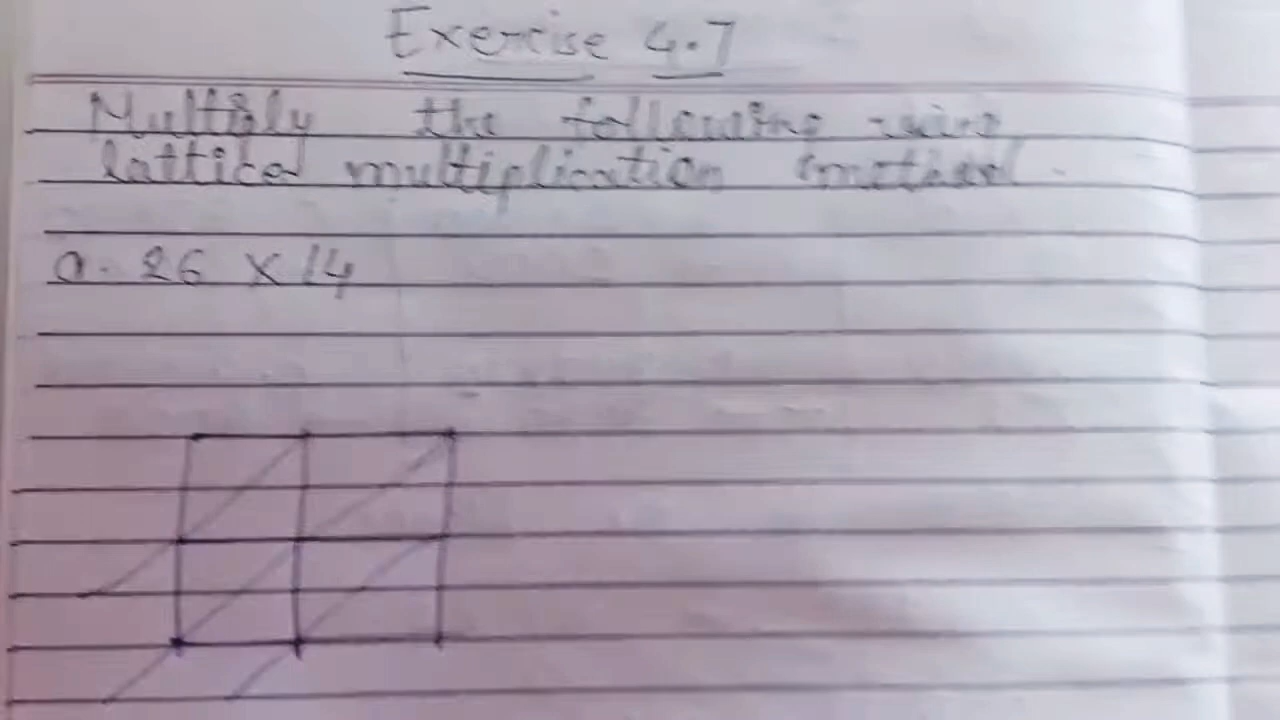 Exercise 4.7
Multiply the following using
lattice multiplication method.
a. 26 × 14